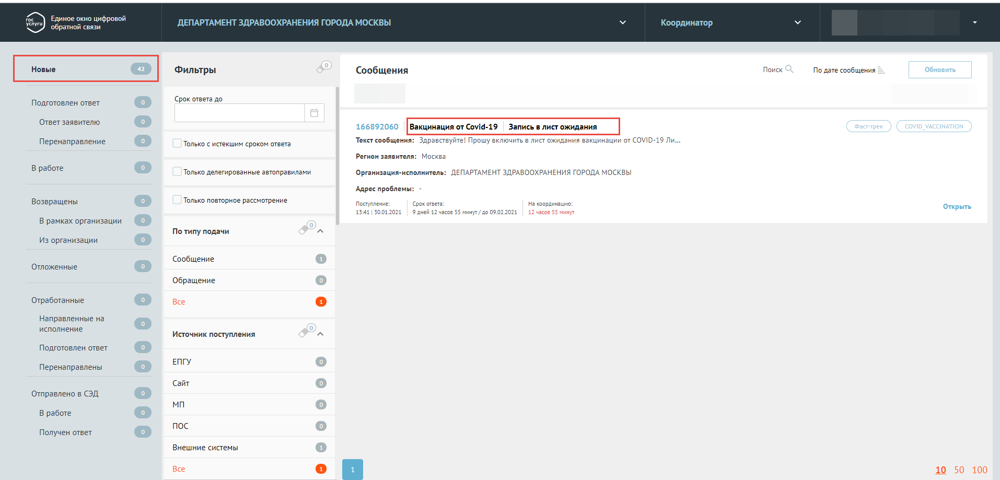 гос услуги
Единое окно цифровой
обратной связи
ДЕПАРТАМЕНТ ЗДРАВООХРАНЕНИЯ ГОРОДА МОСКВЫ
Координатор
Новые 42
Подготовлен ответ 0
Ответ заявителю 0
Перенаправление 0
В работе 0
Возвращены 0
В рамках организации 0
Из организации 0
Отложенные 0
Отработанные 0
Направленные на
исполнение 0
Подготовлен ответ 0
Перенаправлены 0
Отправлено в СЭД 0
В работе 0
Получен ответ 0
Фильтры 0
Срок ответа до
Только с истекшим сроком ответа
Только делегированные автоправилами
Только повторное рассмотрение
По типу подачи 0
Сообщение 1
Обращение 0
Все 1
Источник поступления 0
ЕПГУ 0
Сайт 0
МП 0
ПОС 0
Внешние системы 1
Все 1
Сообщения
Поиск
По дате сообщения
Обновить
166892060 Вакцинация от Covid-19 Запись в лист ожидания
Фаст-трек COVID_VACCINATION
Текст сообщения: Здравствуйте! Прошу включить в лист ожидания вакцинации от COVID-19 Ли...
Регион заявителя: Москва
Организация-исполнитель: ДЕПАРТАМЕНТ ЗДРАВООХРАНЕНИЯ ГОРОДА МОСКВЫ
Адрес проблемы: -
Поступление: Срок ответа: На координацию:
13:41 | 30.01.2021 9 дней 12 часов 55 минут / до 09.02.2021 12 часов 55 минут
Открыть
1
10 50 100